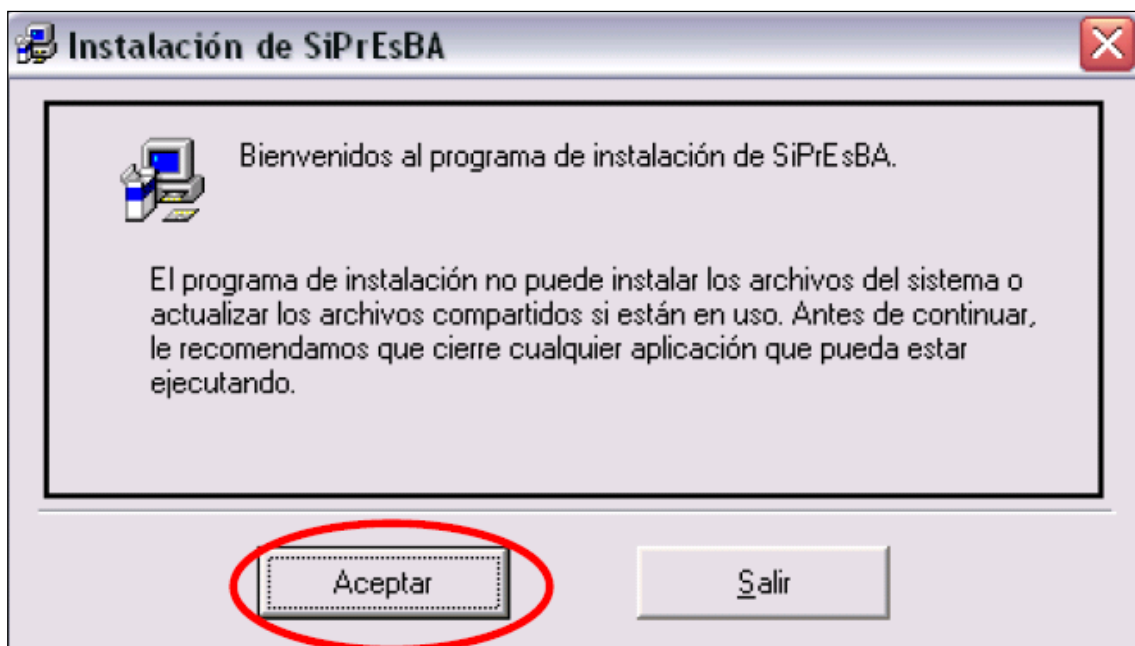 Instalación de SiPrEsBA
Bienvenidos al programa de instalación de SiPrEsBA.
El programa de instalación no puede instalar los archivos del sistema o
actualizar los archivos compartidos si están en uso. Antes de continuar,
le recomendamos que cierre cualquier aplicación que pueda estar
ejecutando.
Aceptar
Salir